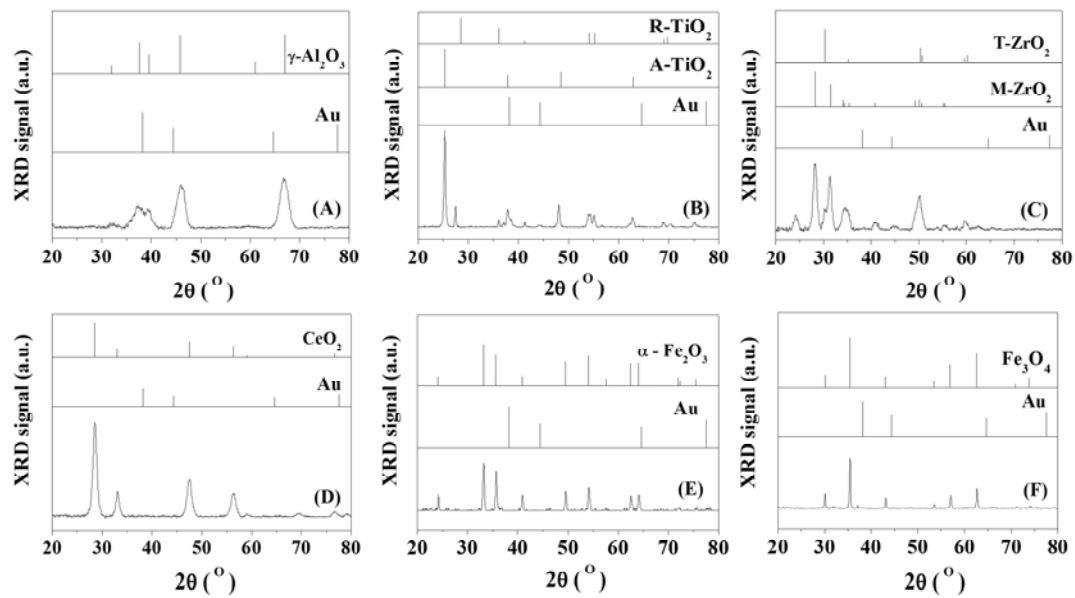 XRD signal (a.u.)
γ-Al₂O₃
Au
(A)
20 30 40 50 60 70 80
2θ (°)
XRD signal (a.u.)
R-TiO₂
A-TiO₂
Au
(B)
20 30 40 50 60 70 80
2θ (°)
XRD signal (a.u.)
T-ZrO₂
M-ZrO₂
Au
(C)
20 30 40 50 60 70 80
2θ (°)
XRD signal (a.u.)
CeO₂
Au
(D)
20 30 40 50 60 70 80
2θ (°)
XRD signal (a.u.)
α - Fe₂O₃
Au
(E)
20 30 40 50 60 70 80
2θ (°)
XRD signal (a.u.)
Fe₃O₄
Au
(F)
20 30 40 50 60 70 80
2θ (°)